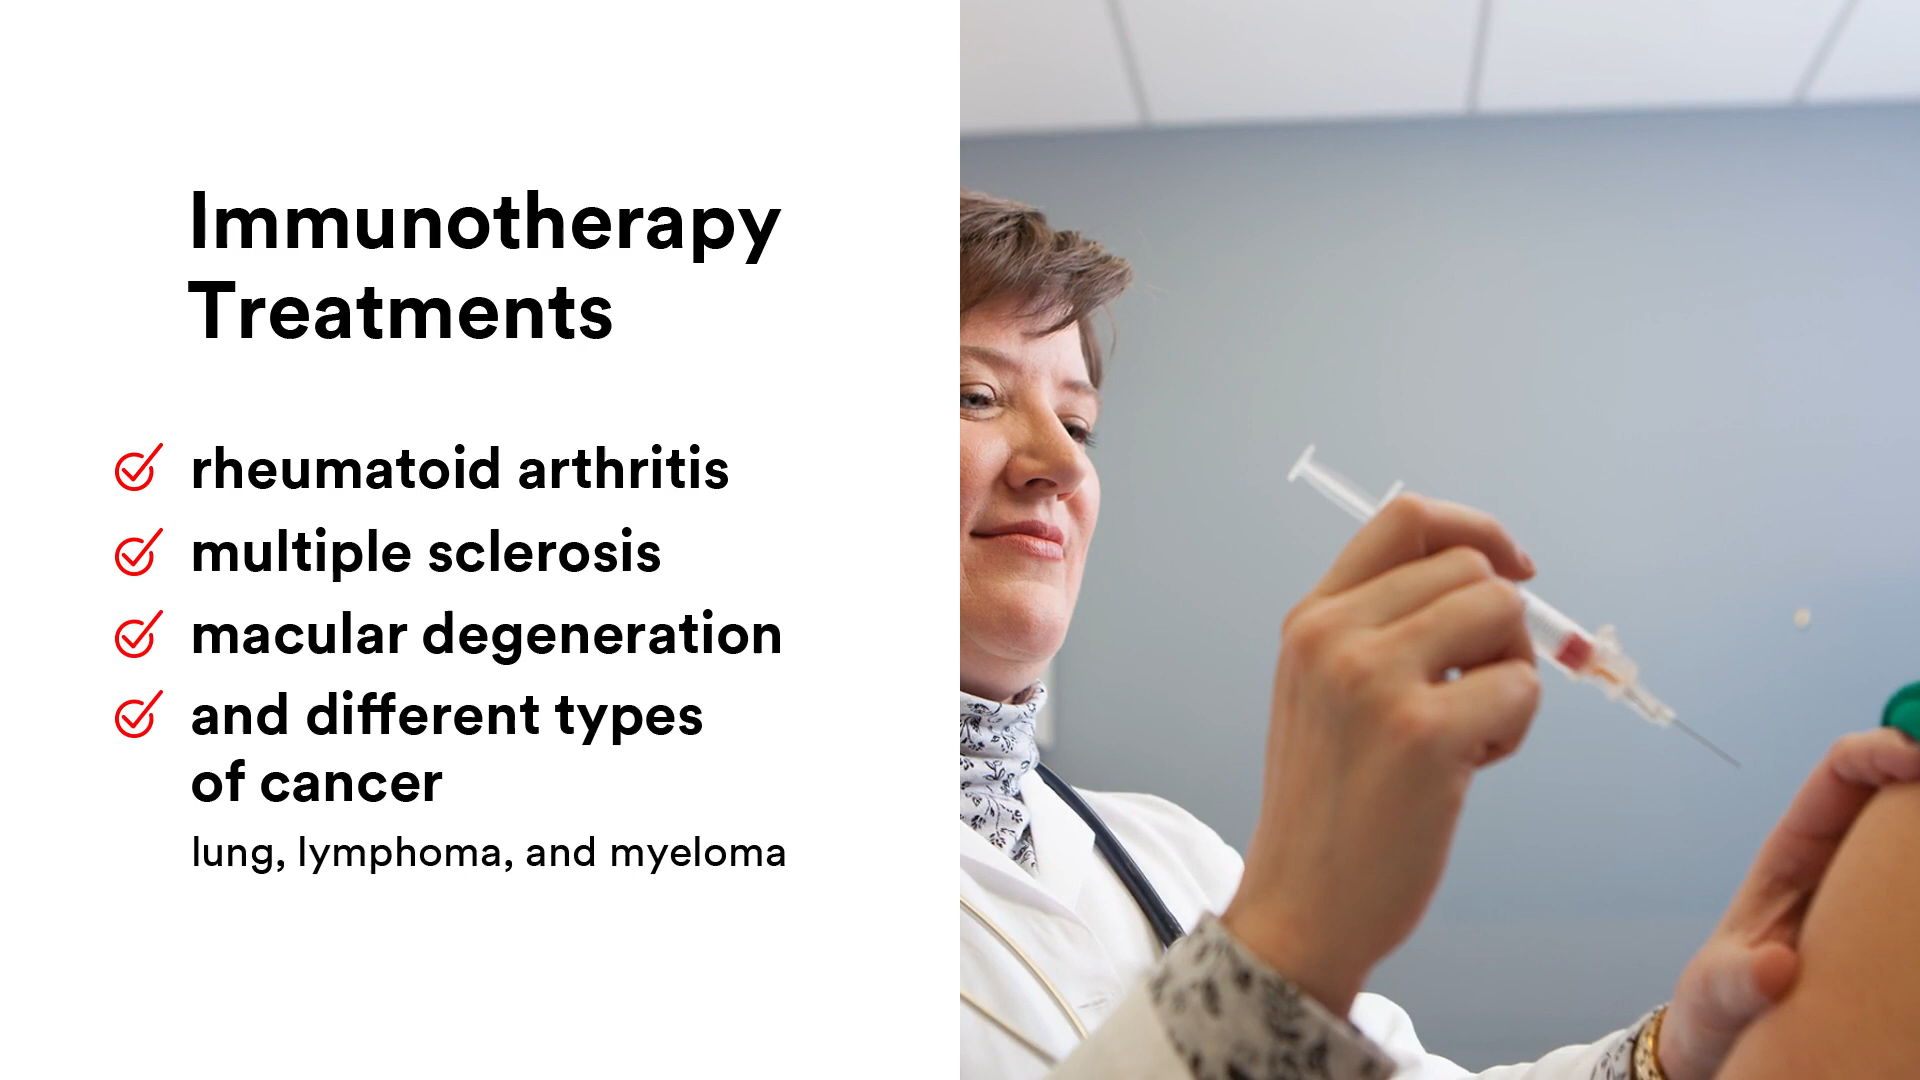 Immunotherapy
Treatments
rheumatoid arthritis
multiple sclerosis
macular degeneration
and different types
of cancer
lung, lymphoma, and myeloma